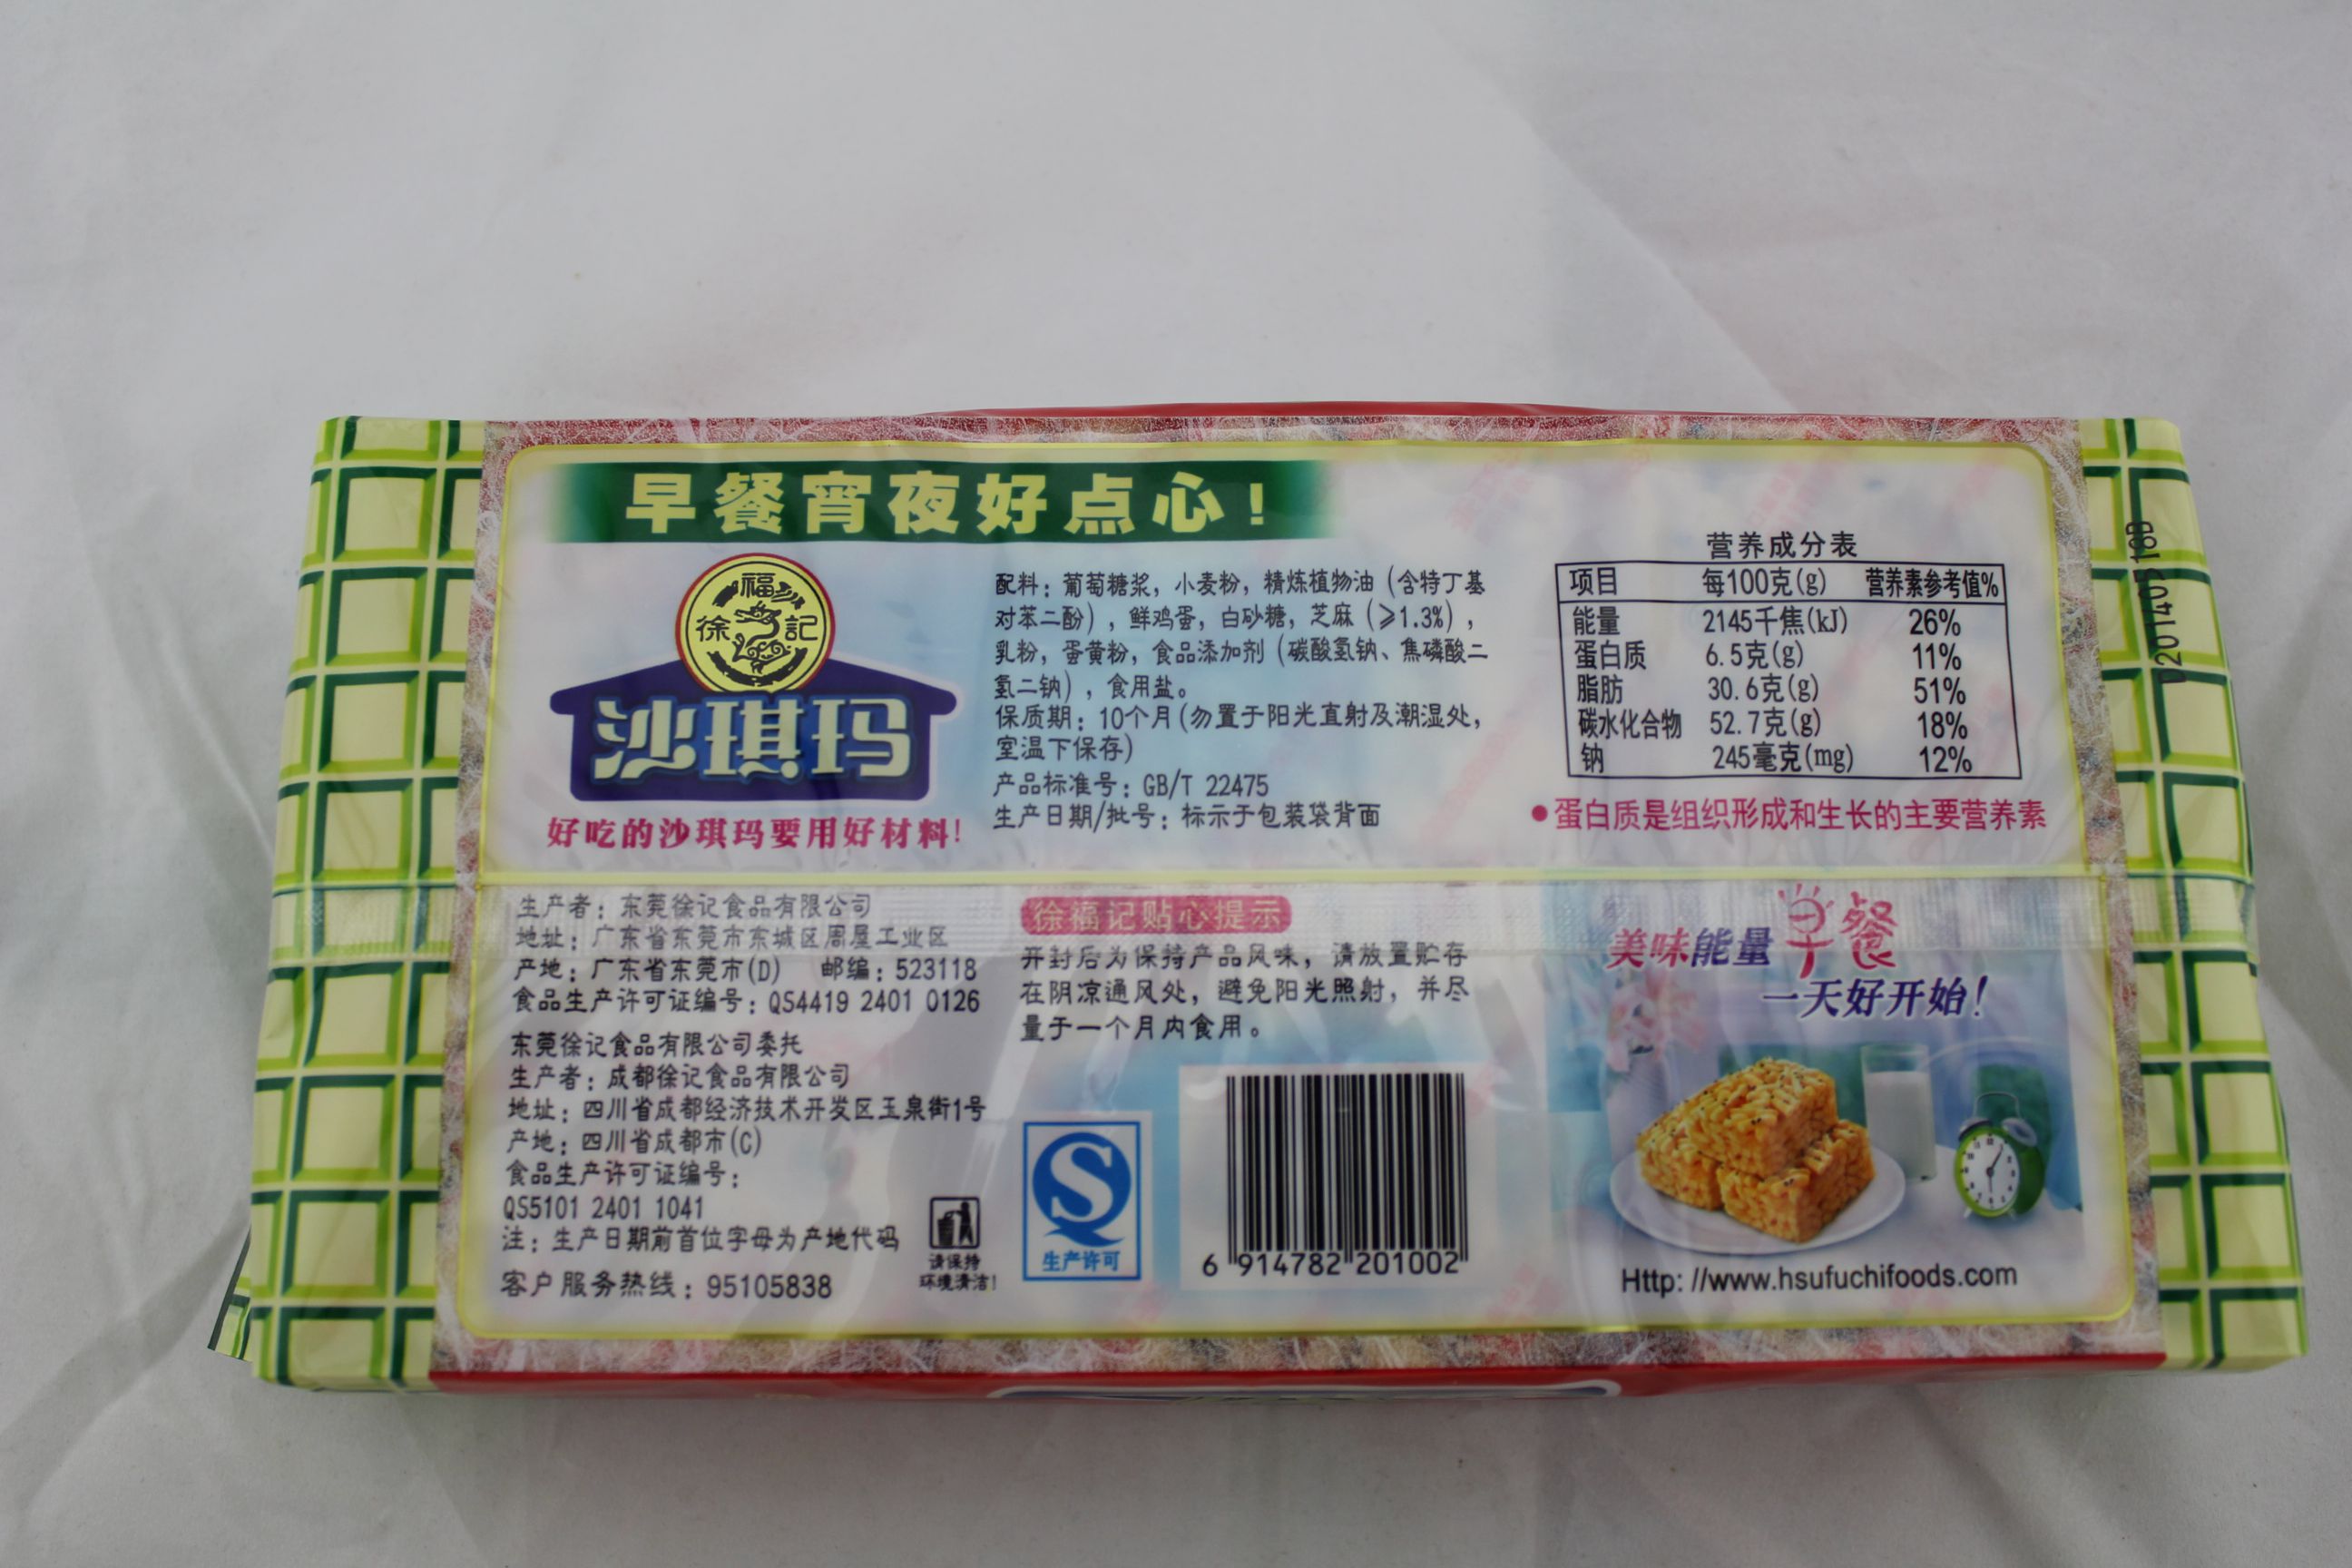 早餐宵夜好点心!
福
徐 記
沙琪玛
好吃的沙琪玛要用好材料!
配料：葡萄糖浆，小麦粉，精炼植物油（含特丁基
对苯二酚），鲜鸡蛋，白砂糖，芝麻（≥1.3%），
乳粉，蛋黄粉，食品添加剂（碳酸氢钠、焦磷酸二
氢二钠），食用盐。
保质期：10个月(勿置于阳光直射及潮湿处，
室温下保存)
产品标准号：GB/T 22475
生产日期/批号：标示于包装袋背面
营养成分表
项目 每100克(g) 营养素参考值%
能量 2145千焦(kJ) 26%
蛋白质 6.5克(g) 11%
脂肪 30.6克(g) 51%
碳水化合物 52.7克(g) 18%
钠 245毫克(mg) 12%
●蛋白质是组织形成和生长的主要营养素
D20140518B
生产者：东莞徐记食品有限公司
地址：广东省东莞市东城区周屋工业区
产地：广东省东莞市(D) 邮编：523118
食品生产许可证编号：QS4419 2401 0126
东莞徐记食品有限公司委托
生产者：成都徐记食品有限公司
地址：四川省成都经济技术开发区玉泉街1号
产地：四川省成都市(C)
食品生产许可证编号：
QS5101 2401 1041
注：生产日期前首位字母为产地代码
客户服务热线：95105838
请保持
环境清洁!
徐福记贴心提示
开封后为保持产品风味，请放置贮存
在阴凉通风处，避免阳光照射，并尽
量于一个月内食用。
生产许可
6 914782 201002
美味能量早餐
一天好开始!
Http: //www.hsufuchifoods.com